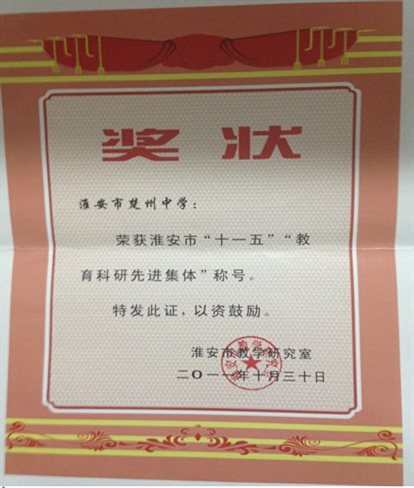 奖状
淮安市楚州中学：
荣获淮安市“十一五”“教
育科研先进集体”称号。
特发此证，以资鼓励。
淮安市教学研究室
二〇一一年十月三十日